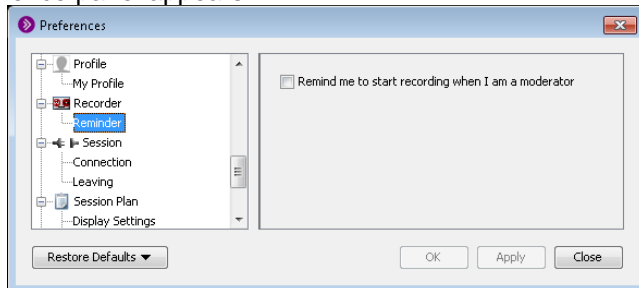 Preferences
Profile
My Profile
Recorder
Reminder
Session
Connection
Leaving
Session Plan
Display Settings
Remind me to start recording when I am a moderator
Restore Defaults
OK
Apply
Close